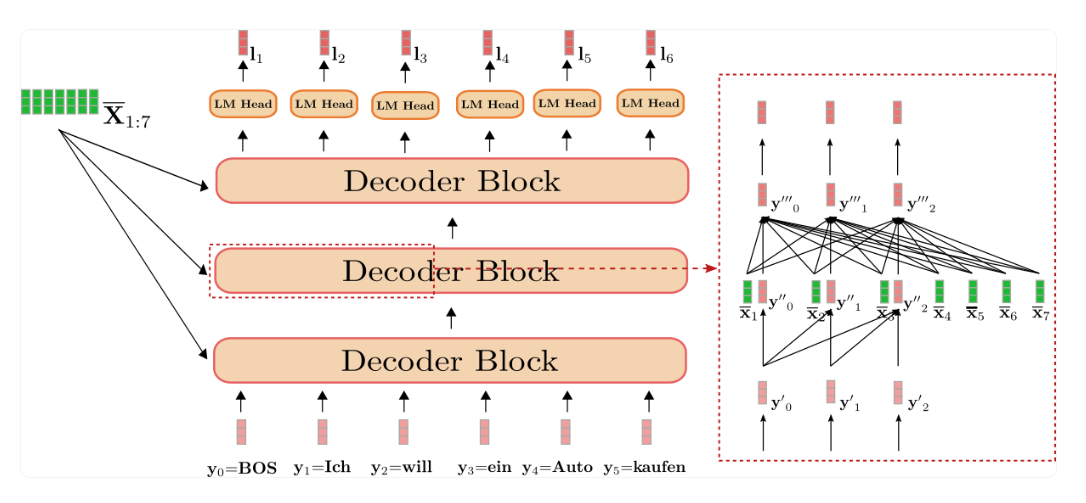 l₁ l₂ l₃ l₄ l₅ l₆
LM Head LM Head LM Head LM Head LM Head LM Head
X̅₁:₇
Decoder Block
Decoder Block
Decoder Block
y₀=BOS y₁=Ich y₂=will y₃=ein y₄=Auto y₅=kaufen
y‴₀ y‴₁ y‴₂
y″₀ y″₁ y″₂
x̅₁ x̅₂ x̅₃ x̅₄ x̅₅ x̅₆ x̅₇
y′₀ y′₁ y′₂